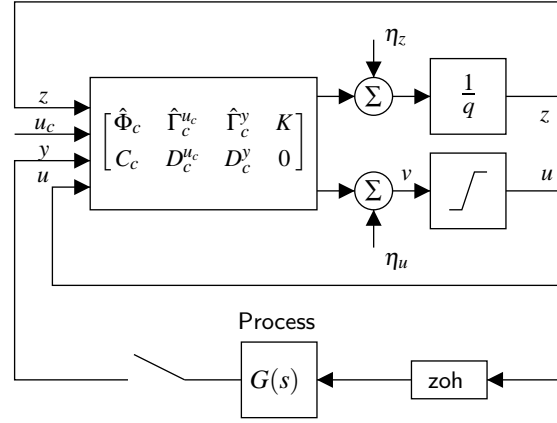 η_z
z
u_c
y
u
[Φ̂_c Γ̂_c^{u_c} Γ̂_c^y K
C_c D_c^{u_c} D_c^y 0]
Σ
1/q
z
Σ
v
u
η_u
Process
G(s)
zoh